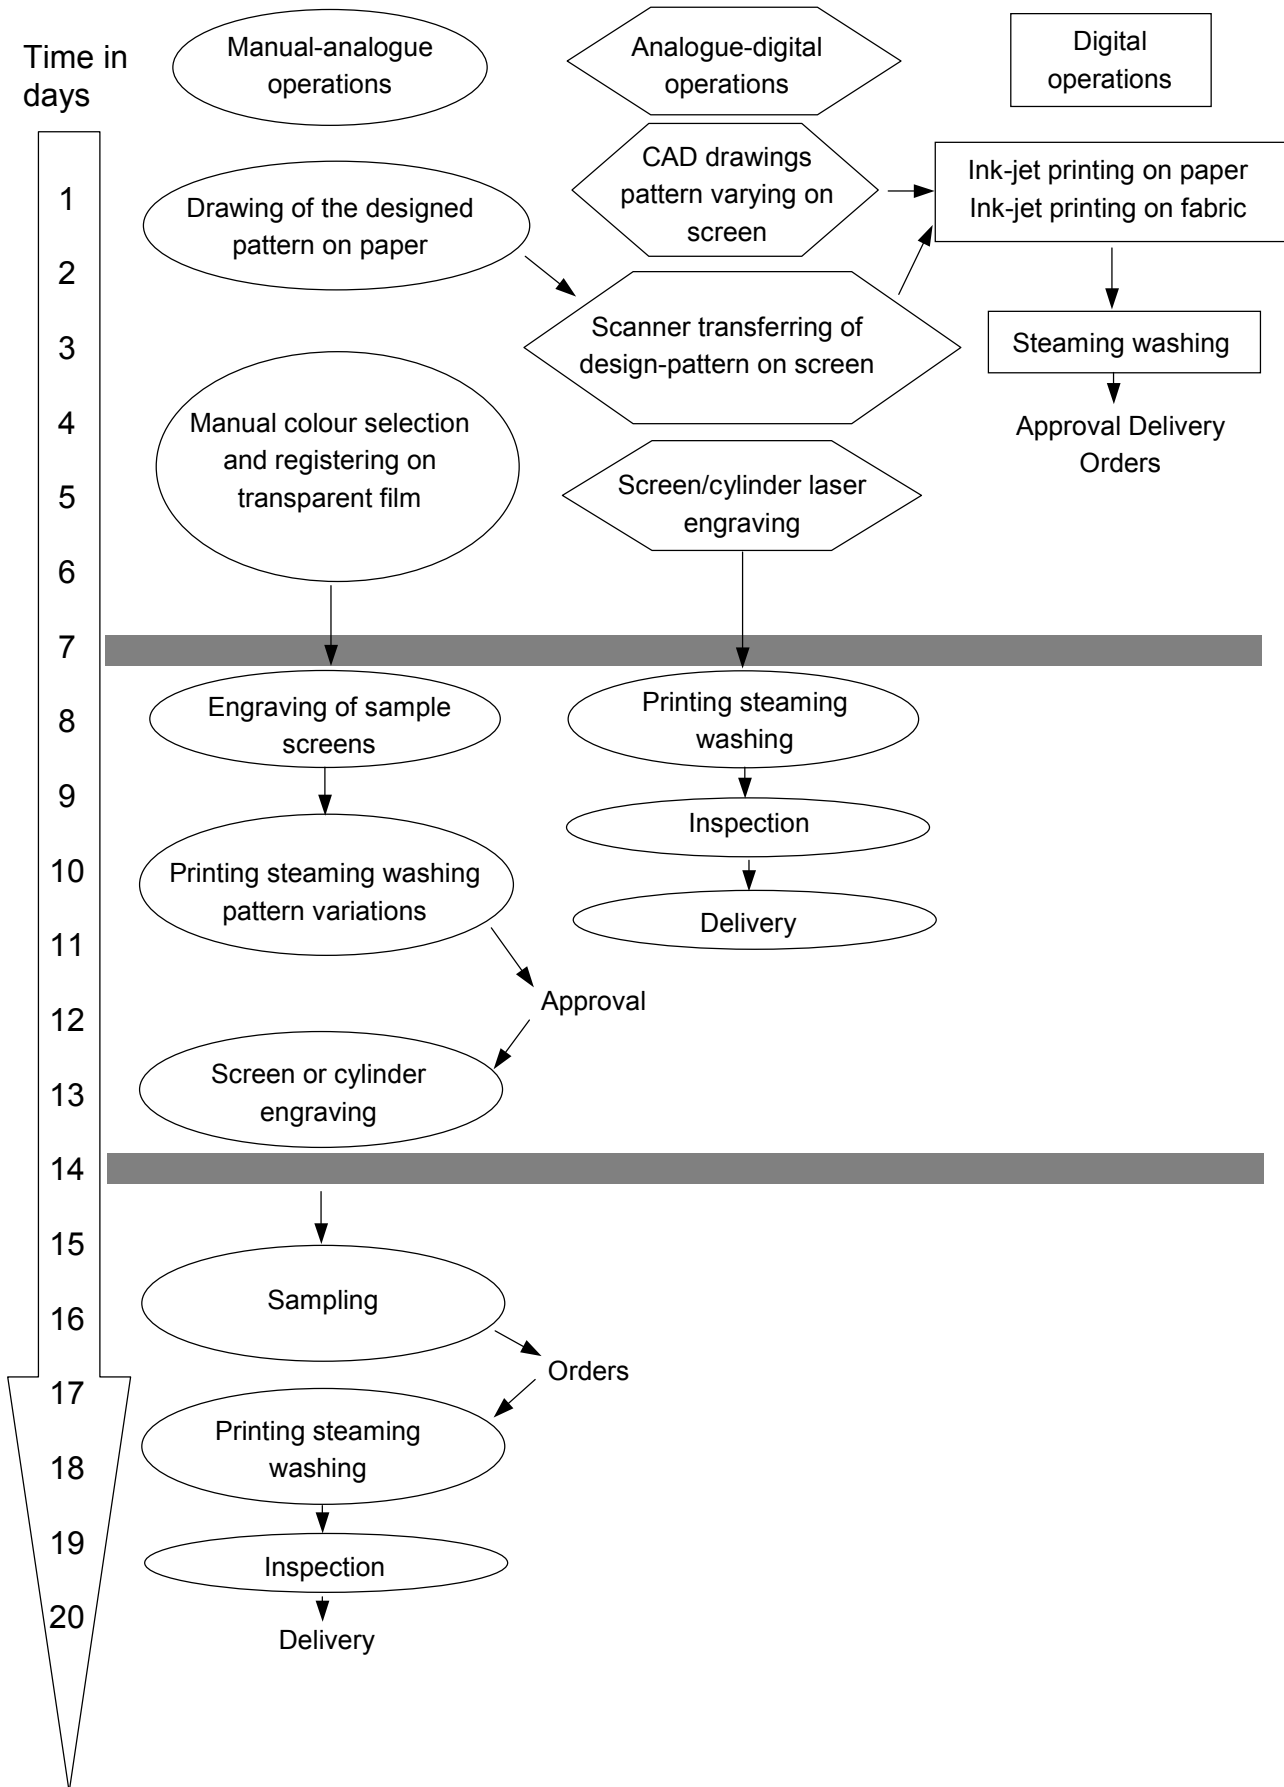 Time in
days
Manual-analogue
operations
Analogue-digital
operations
Digital
operations
1
2
3
4
5
6
7
8
9
10
11
12
13
14
15
16
17
18
19
20
Drawing of the designed
pattern on paper
Manual colour selection
and registering on
transparent film
Engraving of sample
screens
Printing steaming washing
pattern variations
Approval
Screen or cylinder
engraving
Sampling
Orders
Printing steaming
washing
Inspection
Delivery
CAD drawings
pattern varying on
screen
Scanner transferring of
design-pattern on screen
Screen/cylinder laser
engraving
Printing steaming
washing
Inspection
Delivery
Ink-jet printing on paper
Ink-jet printing on fabric
Steaming washing
Approval Delivery
Orders